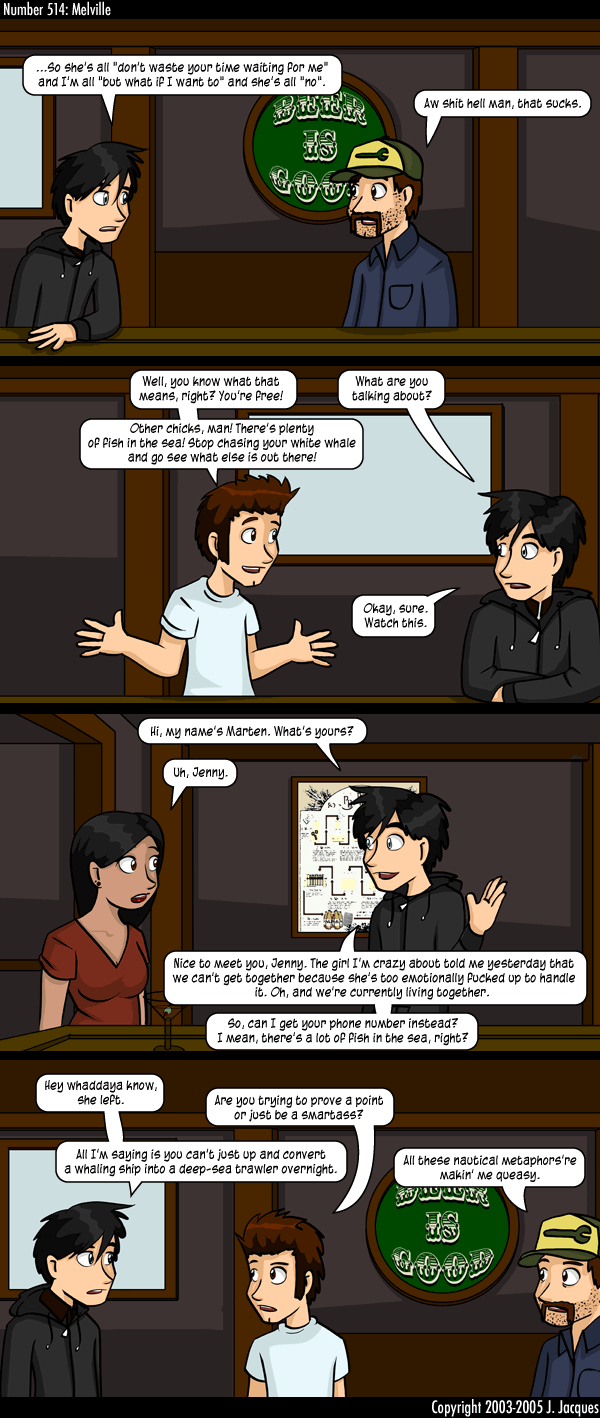 Number 514: Melville
...So she's all "don't waste your time waiting for me"
and I'm all "but what if I want to" and she's all "no".
Aw shit hell man, that sucks.
BEER
IS
GOOD
Well, you know what that
means, right? You're free!
What are you
talking about?
Other chicks, man! There's plenty
of fish in the sea! Stop chasing your white whale
and go see what else is out there!
Okay, sure.
Watch this.
Hi, my name's Marten. What's yours?
Uh, Jenny.
Nice to meet you, Jenny. The girl I'm crazy about told me yesterday that
we can't get together because she's too emotionally fucked up to handle
it. Oh, and we're currently living together.
So, can I get your phone number instead?
I mean, there's a lot of fish in the sea, right?
Hey whaddaya know,
she left.
Are you trying to prove a point
or just be a smartass?
All I'm saying is you can't just up and convert
a whaling ship into a deep-sea trawler overnight.
All these nautical metaphors're
makin' me queasy.
BEER
IS
GOOD
Copyright 2003-2005 J. Jacques